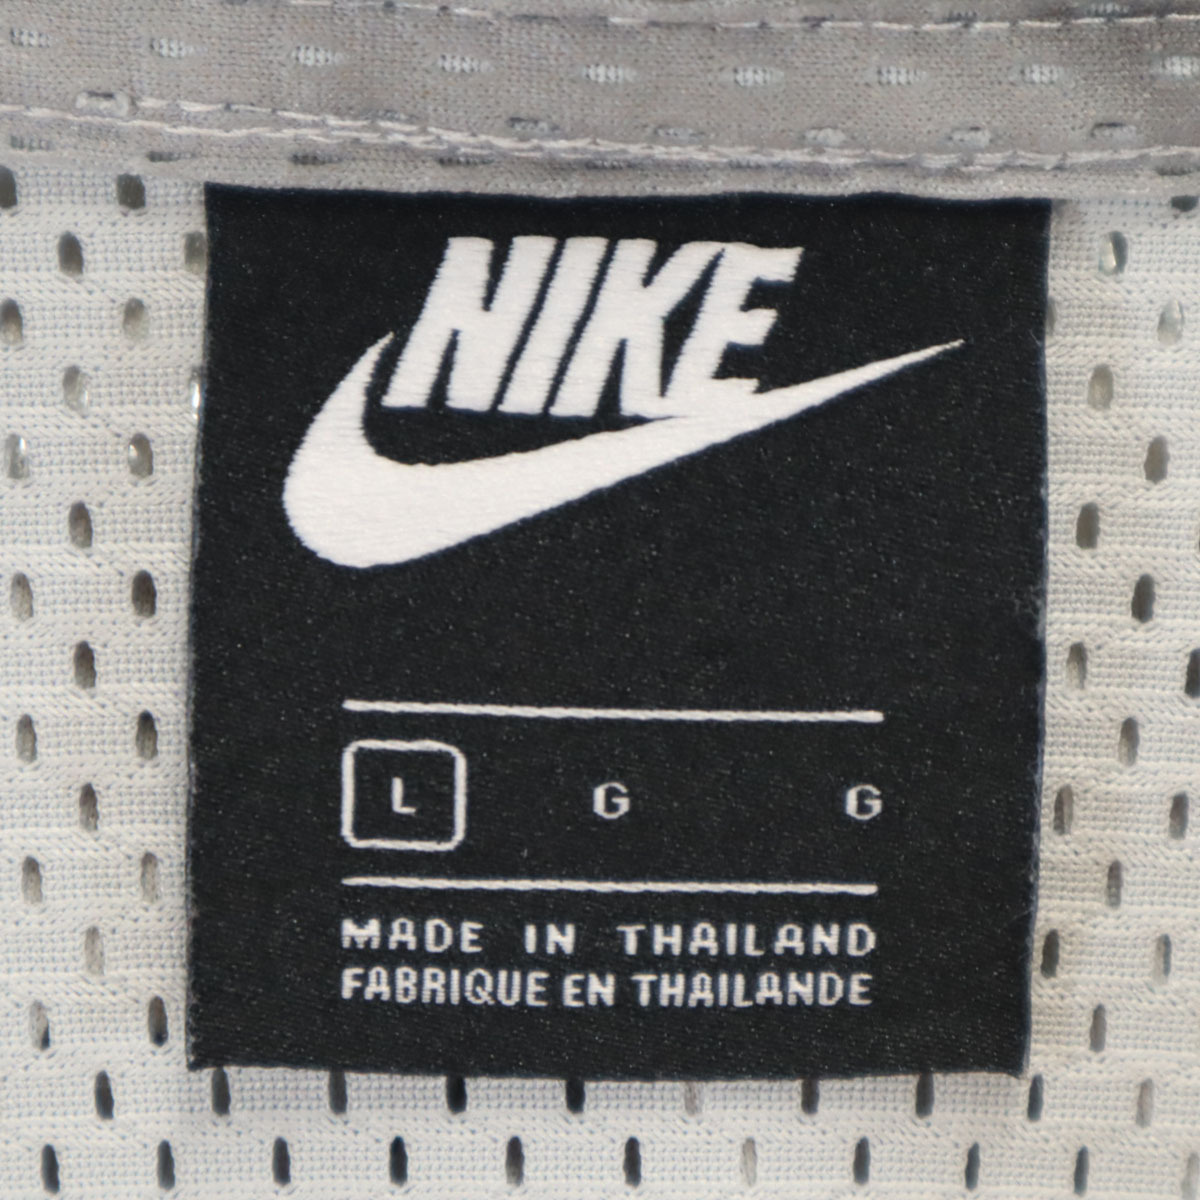 NIKE
L G G
MADE IN THAILAND
FABRIQUE EN THAILANDE